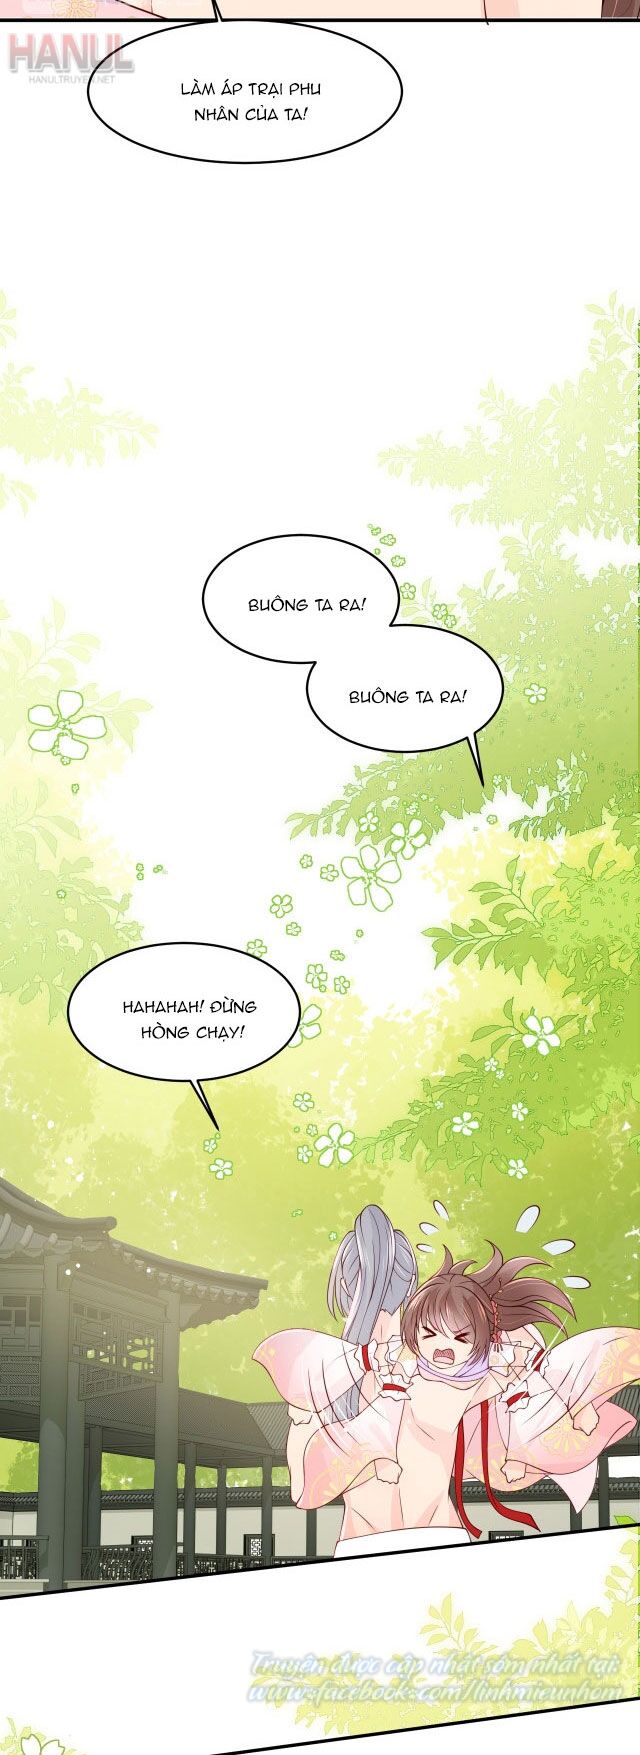 HANUL
HANULTRUYEN.NET
LÀM ÁP TRẠI PHU
NHÂN CỦA TA!
BUÔNG TA RA!
BUÔNG TA RA!
HAHAHAH! ĐỪNG
HÒNG CHẠY!
Truyện được cập nhật sớm nhất tại:
www.facebook.com/linhmieunhom